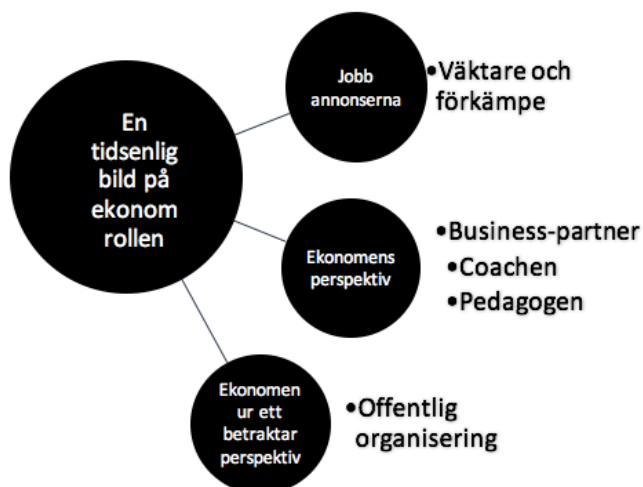 En
tidsenlig
bild på
ekonom
rollen
Jobb
annonserna
•Väktare och
förkämpe
Ekonomens
perspektiv
•Business-partner
•Coachen
•Pedagogen
Ekonomen
ur ett
betraktar
perspektiv
•Offentlig
organisering